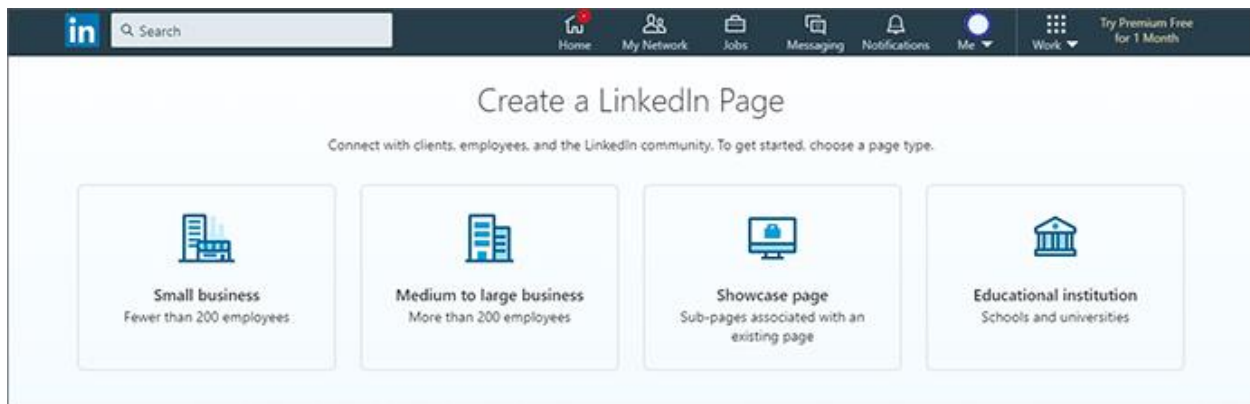 in
Search
Home
My Network
Jobs
Messaging
Notifications
Me
Work
Try Premium Free
for 1 Month
Create a LinkedIn Page
Connect with clients, employees, and the LinkedIn community. To get started, choose a page type.
Small business
Fewer than 200 employees
Medium to large business
More than 200 employees
Showcase page
Sub-pages associated with an
existing page
Educational institution
Schools and universities